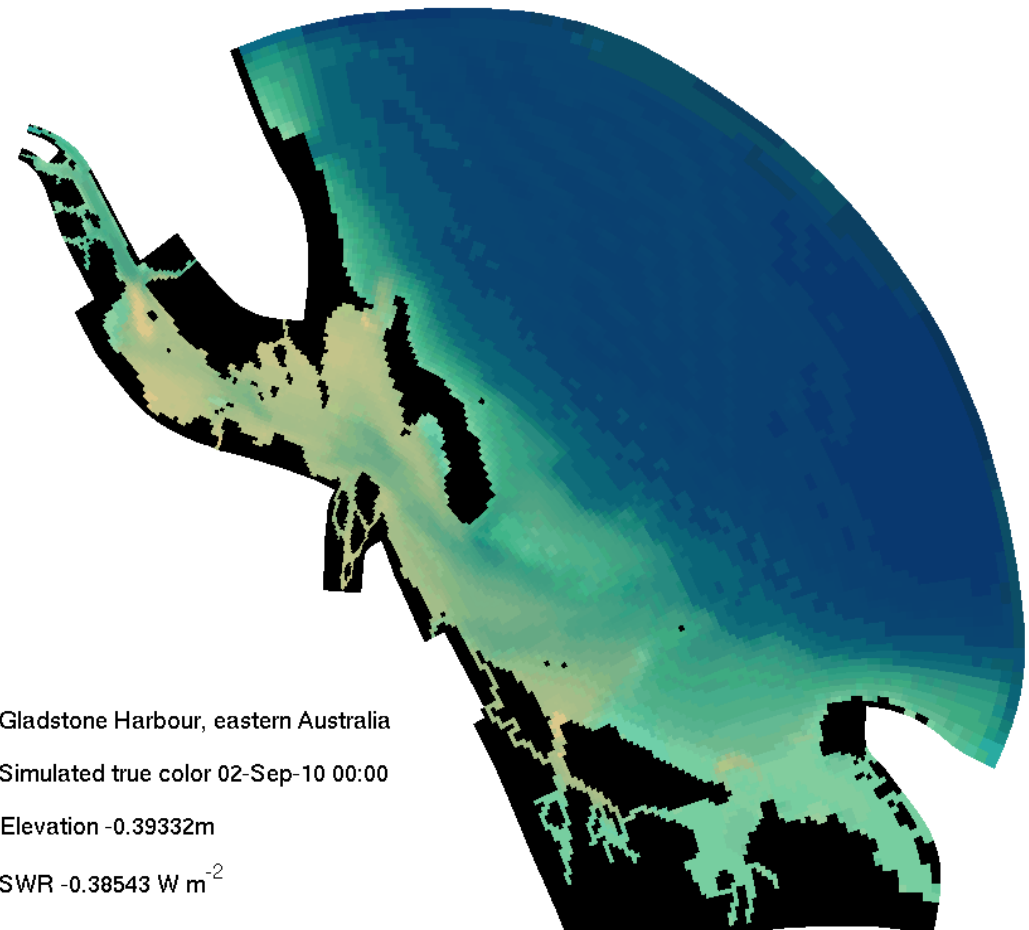 Gladstone Harbour, eastern Australia
Simulated true color 02-Sep-10 00:00
Elevation -0.39332m
SWR -0.38543 W m⁻²